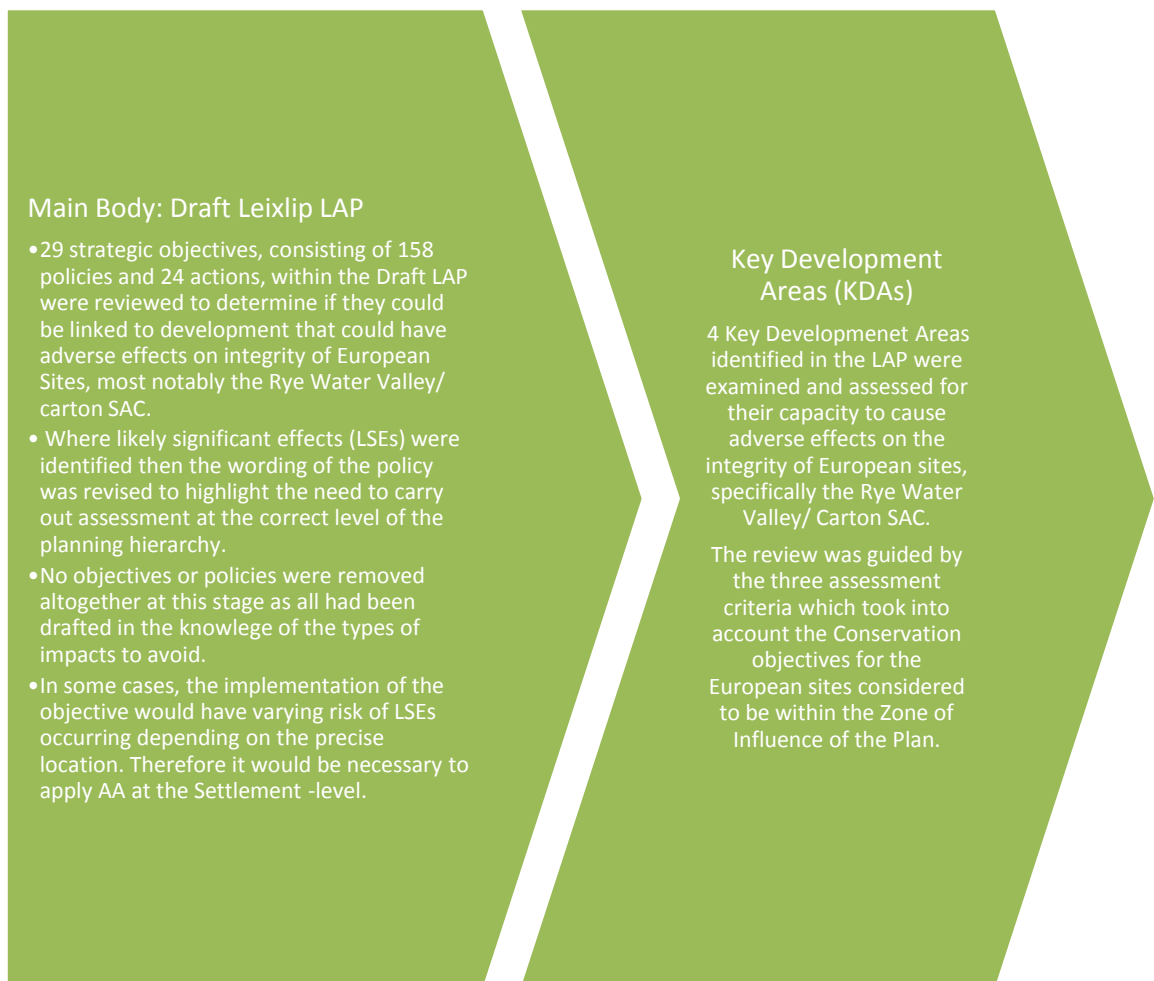 Main Body: Draft Leixlip LAP
•29 strategic objectives, consisting of 158
policies and 24 actions, within the Draft LAP
were reviewed to determine if they could
be linked to development that could have
adverse effects on integrity of European
Sites, most notably the Rye Water Valley/
carton SAC.
• Where likely significant effects (LSEs) were
identified then the wording of the policy
was revised to highlight the need to carry
out assessment at the correct level of the
planning hierarchy.
•No objectives or policies were removed
altogether at this stage as all had been
drafted in the knowlege of the types of
impacts to avoid.
•In some cases, the implementation of the
objective would have varying risk of LSEs
occurring depending on the precise
location. Therefore it would be necessary to
apply AA at the Settlement -level.
Key Development
Areas (KDAs)
4 Key Developmenet Areas
identified in the LAP were
examined and assessed for
their capacity to cause
adverse effects on the
integrity of European sites,
specifically the Rye Water
Valley/ Carton SAC.
The review was guided by
the three assessment
criteria which took into
account the Conservation
objectives for the
European sites considered
to be within the Zone of
Influence of the Plan.